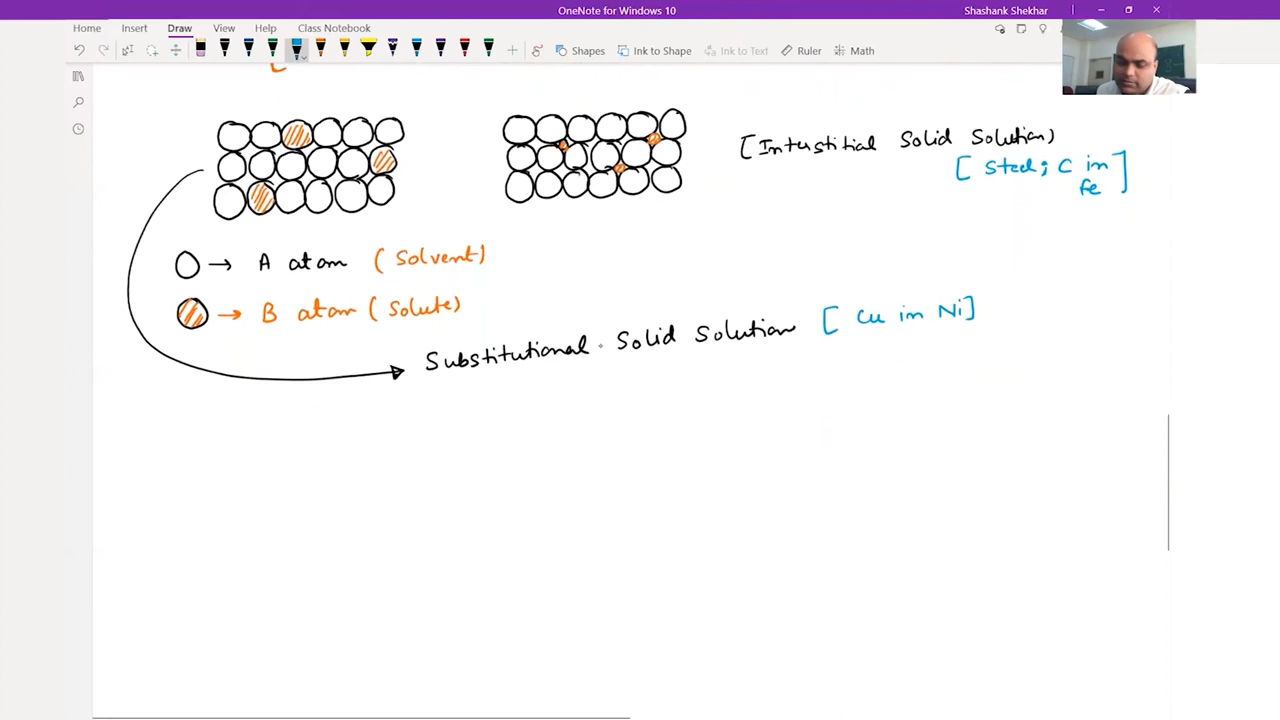 OneNote for Windows 10
Shashank Shekhar
Home Insert Draw View Help Class Notebook
Shapes Ink to Shape Ink to Text Ruler Math
[Interstitial Solid Solution)
[ Steel; C in Fe ]
A atom (Solvent)
B atom (Solute)
Substitutional Solid Solution [ Cu in Ni]